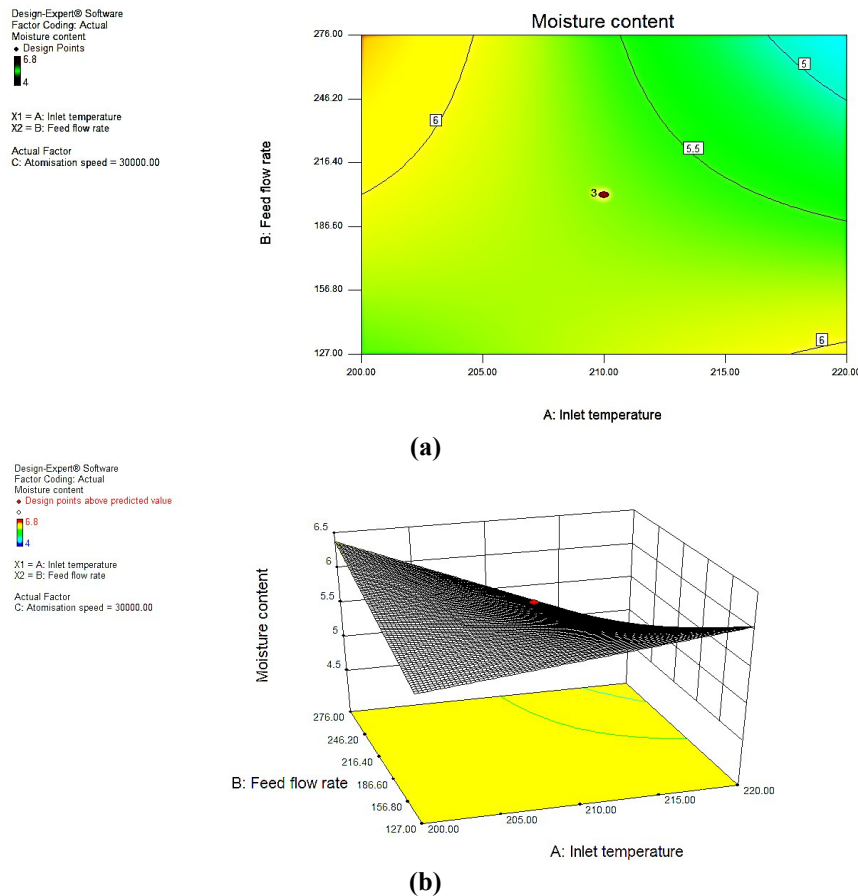 Design-Expert® Software
Factor Coding: Actual
Moisture content
Design Points
6.8
4
X1 = A: Inlet temperature
X2 = B: Feed flow rate
Actual Factor
C: Atomisation speed = 30000.00
Moisture content
276.00
246.20
216.40
186.60
156.80
127.00
B: Feed flow rate
6
5
5.5
3
6
200.00 205.00 210.00 215.00 220.00
A: Inlet temperature
(a)
Design-Expert® Software
Factor Coding: Actual
Moisture content
Design points above predicted value
6.8
4
X1 = A: Inlet temperature
X2 = B: Feed flow rate
Actual Factor
C: Atomisation speed = 30000.00
6.5
6
5.5
5
4.5
Moisture content
276.00
246.20
216.40
186.60
156.80
127.00
B: Feed flow rate
200.00
205.00
210.00
215.00
220.00
A: Inlet temperature
(b)